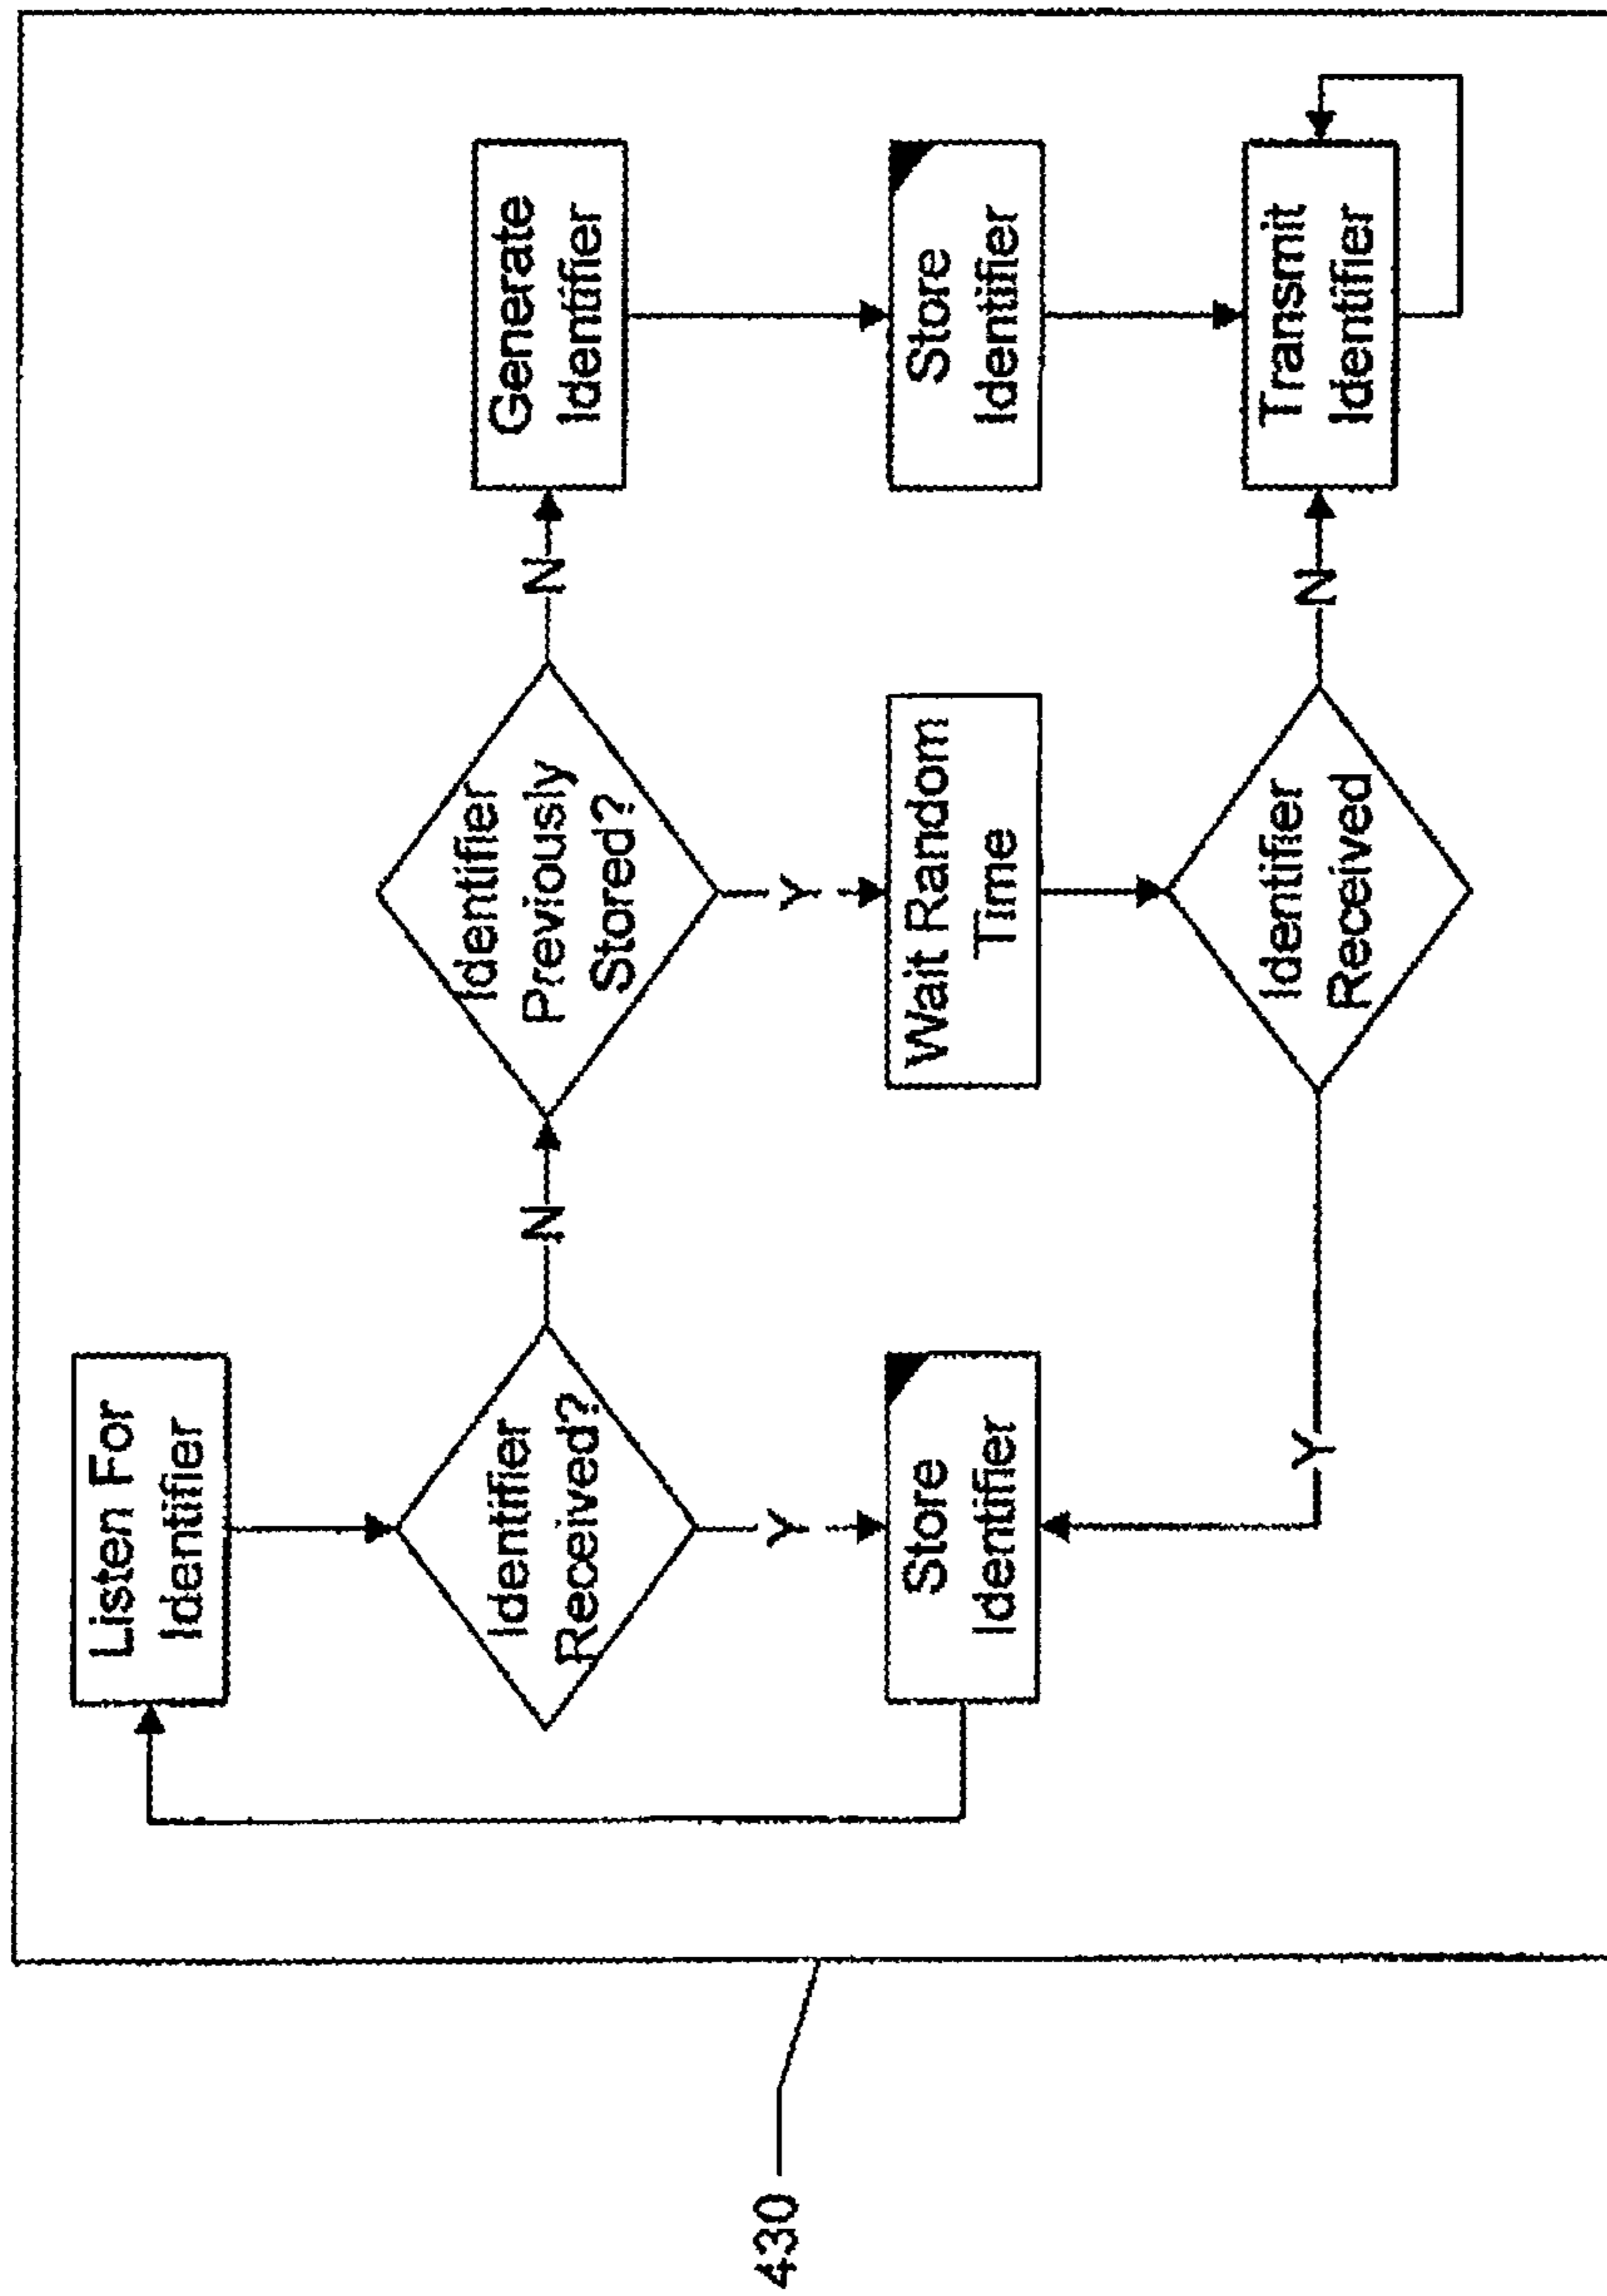 Listen For
Identifier
Identifier
Received?
N
Identifier
Previously
Stored?
N
Generate
Identifier
Y
Y
Store
Identifier
Wait Random
Time
Store
Identifier
Identifier
Received
N
Transmit
Identifier
Y
430